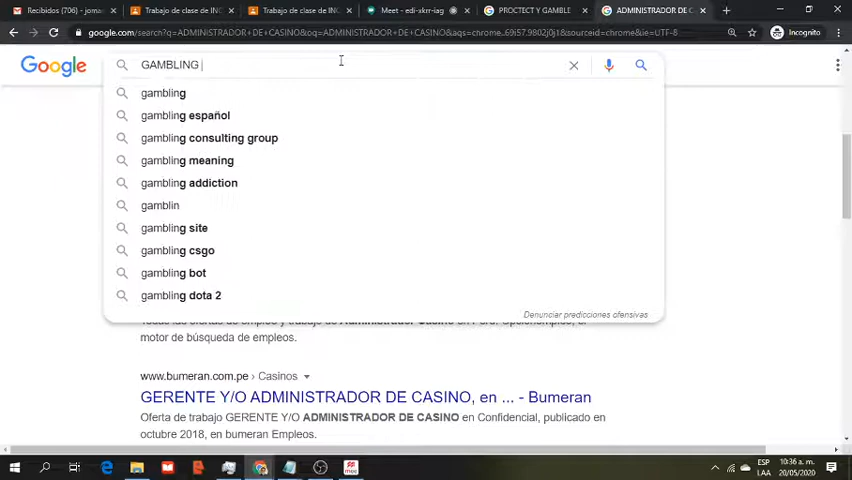 Recibidos (706) - jomas
Trabajo de clase de INC
Trabajo de clase de INC
Meet - edi-xkrr-iag
PROCTECT Y GAMBLE
ADMINISTRADOR DE C
google.com/search?q=ADMINISTRADOR+DE+CASINO&oq=ADMINISTRADOR+DE+CASINO&aqs=chrome..69i57.9802j0j1&sourceid=chrome&ie=UTF-8
Incognito
Google
GAMBLING
gambling
gambling español
gambling consulting group
gambling meaning
gambling addiction
gamblin
gambling site
gambling csgo
gambling bot
gambling dota 2
Denunciar predicciones ofensivas
motor de búsqueda de empleos.
www.bumeran.com.pe › Casinos
GERENTE Y/O ADMINISTRADOR DE CASINO, en ... - Bumeran
Oferta de trabajo GERENTE Y/O ADMINISTRADOR DE CASINO en Confidencial, publicado en
octubre 2018, en bumeran Empleos.
ESP
LAA
10:36 a. m.
20/05/2020